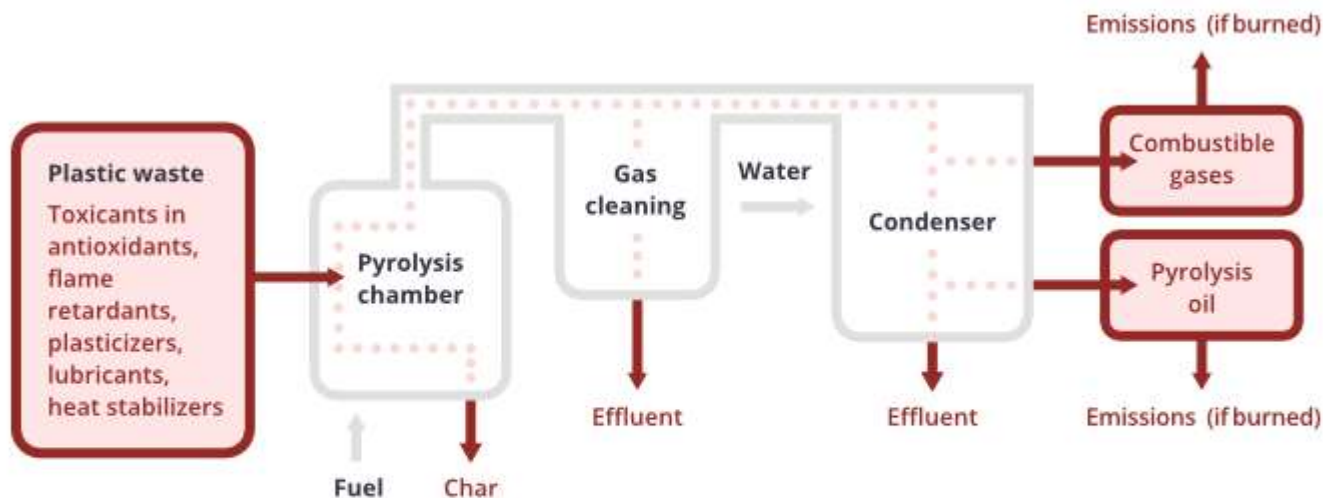 Emissions (if burned)
Plastic waste
Toxicants in
antioxidants,
flame
retardants,
plasticizers,
lubricants,
heat stabilizers
Pyrolysis
chamber
Fuel
Char
Gas
cleaning
Effluent
Water
Condenser
Effluent
Combustible
gases
Pyrolysis
oil
Emissions (if burned)